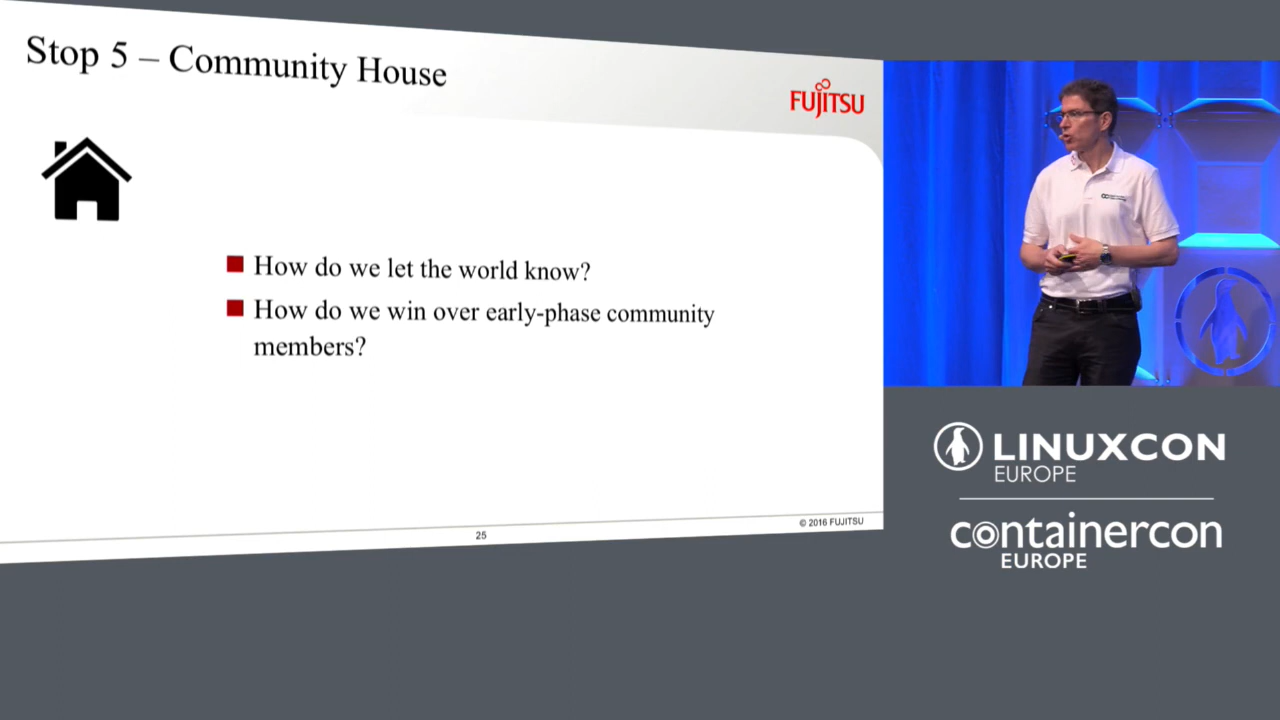 Stop 5 – Community House
FUJITSU
How do we let the world know?
How do we win over early-phase community
members?
25
© 2016 FUJITSU
LINUXCON
EUROPE
containercon
EUROPE